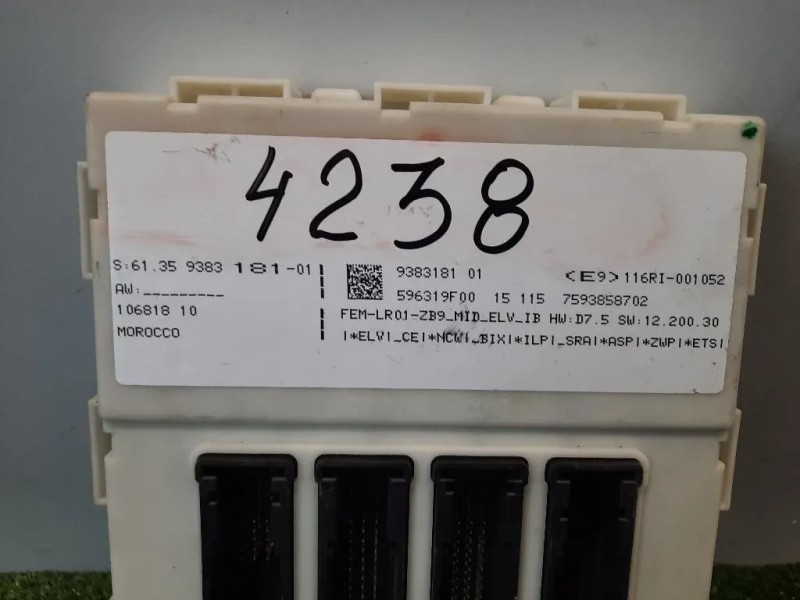 4238
S:61.35 9383 181-01
AW:_________
106818 10
MOROCCO
9383181 01
<E9>116RI-001052
596319F00 15 115 7593858702
FEM-LR01-ZB9_MID_ELV_IB HW:D7.5 SW:12.200.30
|*ELV|_CE|*NCW|_BIX|*ILP|_SRA|*ASP|*ZWP|*ETS|